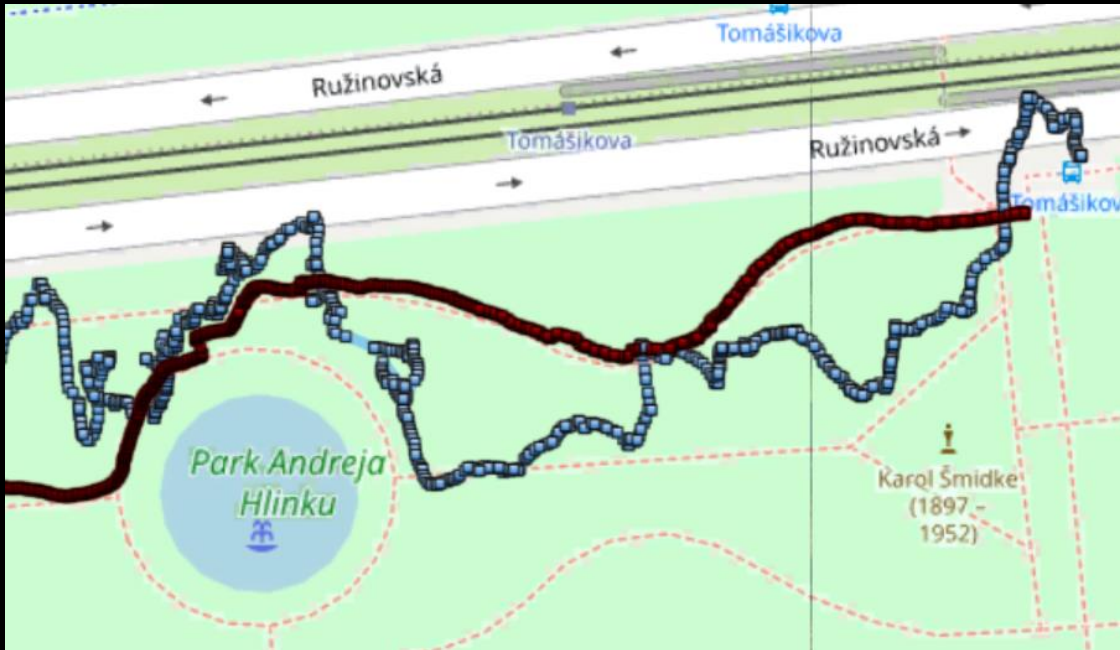 Tomášikova
Ružinovská
Tomášikova
Ružinovská
Tomášikov
Park Andreja
Hlinku
Karol Šmidke
(1897 –
1952)